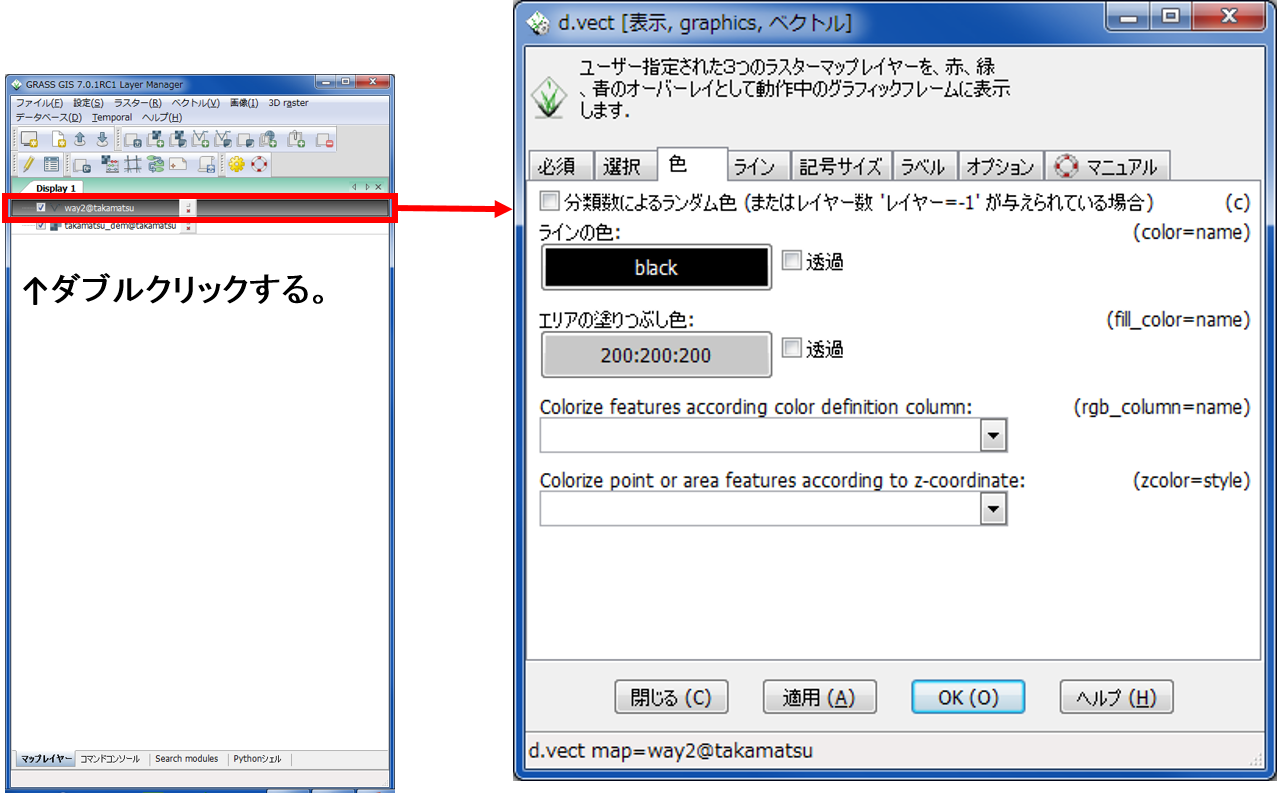 GRASS GIS 7.0.1RC1 Layer Manager
ファイル(F) 設定(S) ラスター(R) ベクトル(V) 画像(I) 3D raster
データベース(D) Temporal ヘルプ(H)
Display 1
way2@takamatsu
takamatsu_dem@takamatsu
↑ダブルクリックする。
マップレイヤー コマンドコンソール Search modules Pythonシェル
d.vect [表示, graphics, ベクトル]
ユーザー指定された3つのラスターマップレイヤーを、赤、緑
、青のオーバーレイとして動作中のグラフィックフレームに表示
します.
必須 選択 色 ライン 記号サイズ ラベル オプション マニュアル
分類数によるランダム色 (またはレイヤー数 'レイヤー=-1' が与えられている場合) (c)
ラインの色: (color=name)
black 透過
エリアの塗りつぶし色: (fill_color=name)
200:200:200 透過
Colorize features according color definition column: (rgb_column=name)
Colorize point or area features according to z-coordinate: (zcolor=style)
閉じる (C) 適用 (A) OK (O) ヘルプ (H)
d.vect map=way2@takamatsu